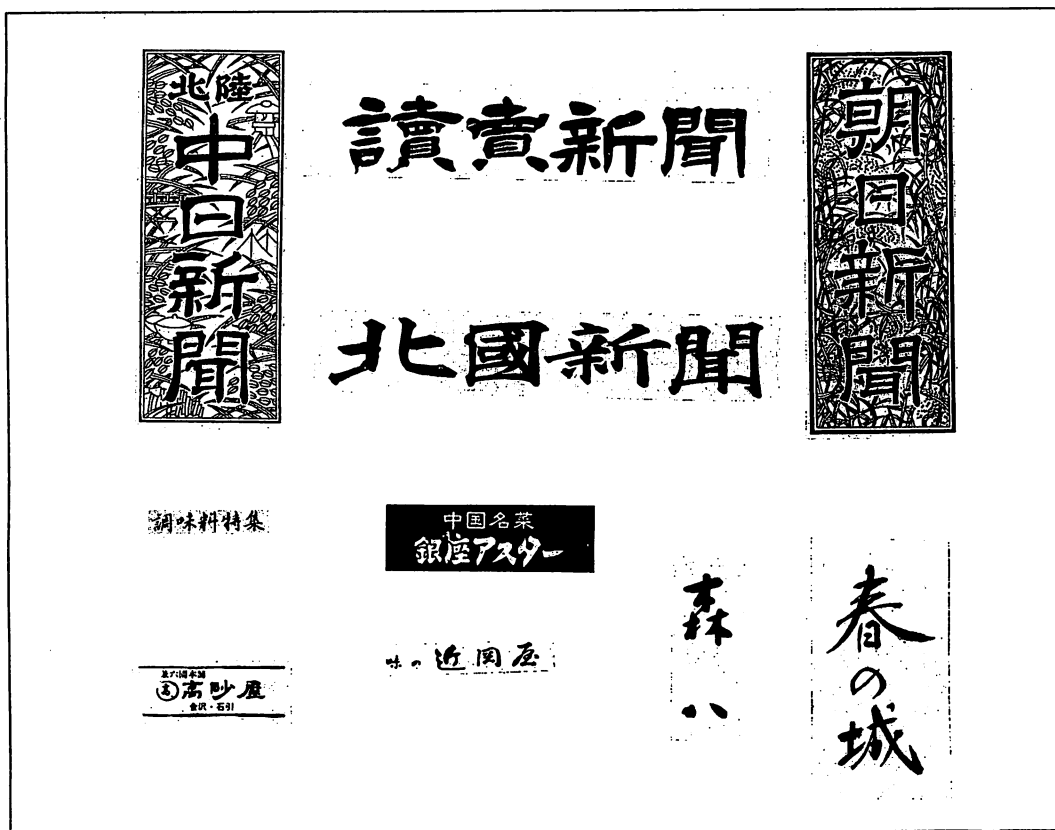 北陸
中日新聞
讀賣新聞
朝日新聞
北國新聞
調味料特集
中国名菜
銀座アスター
味の 近岡屋
森八
春の城
高砂屋
金沢・石引